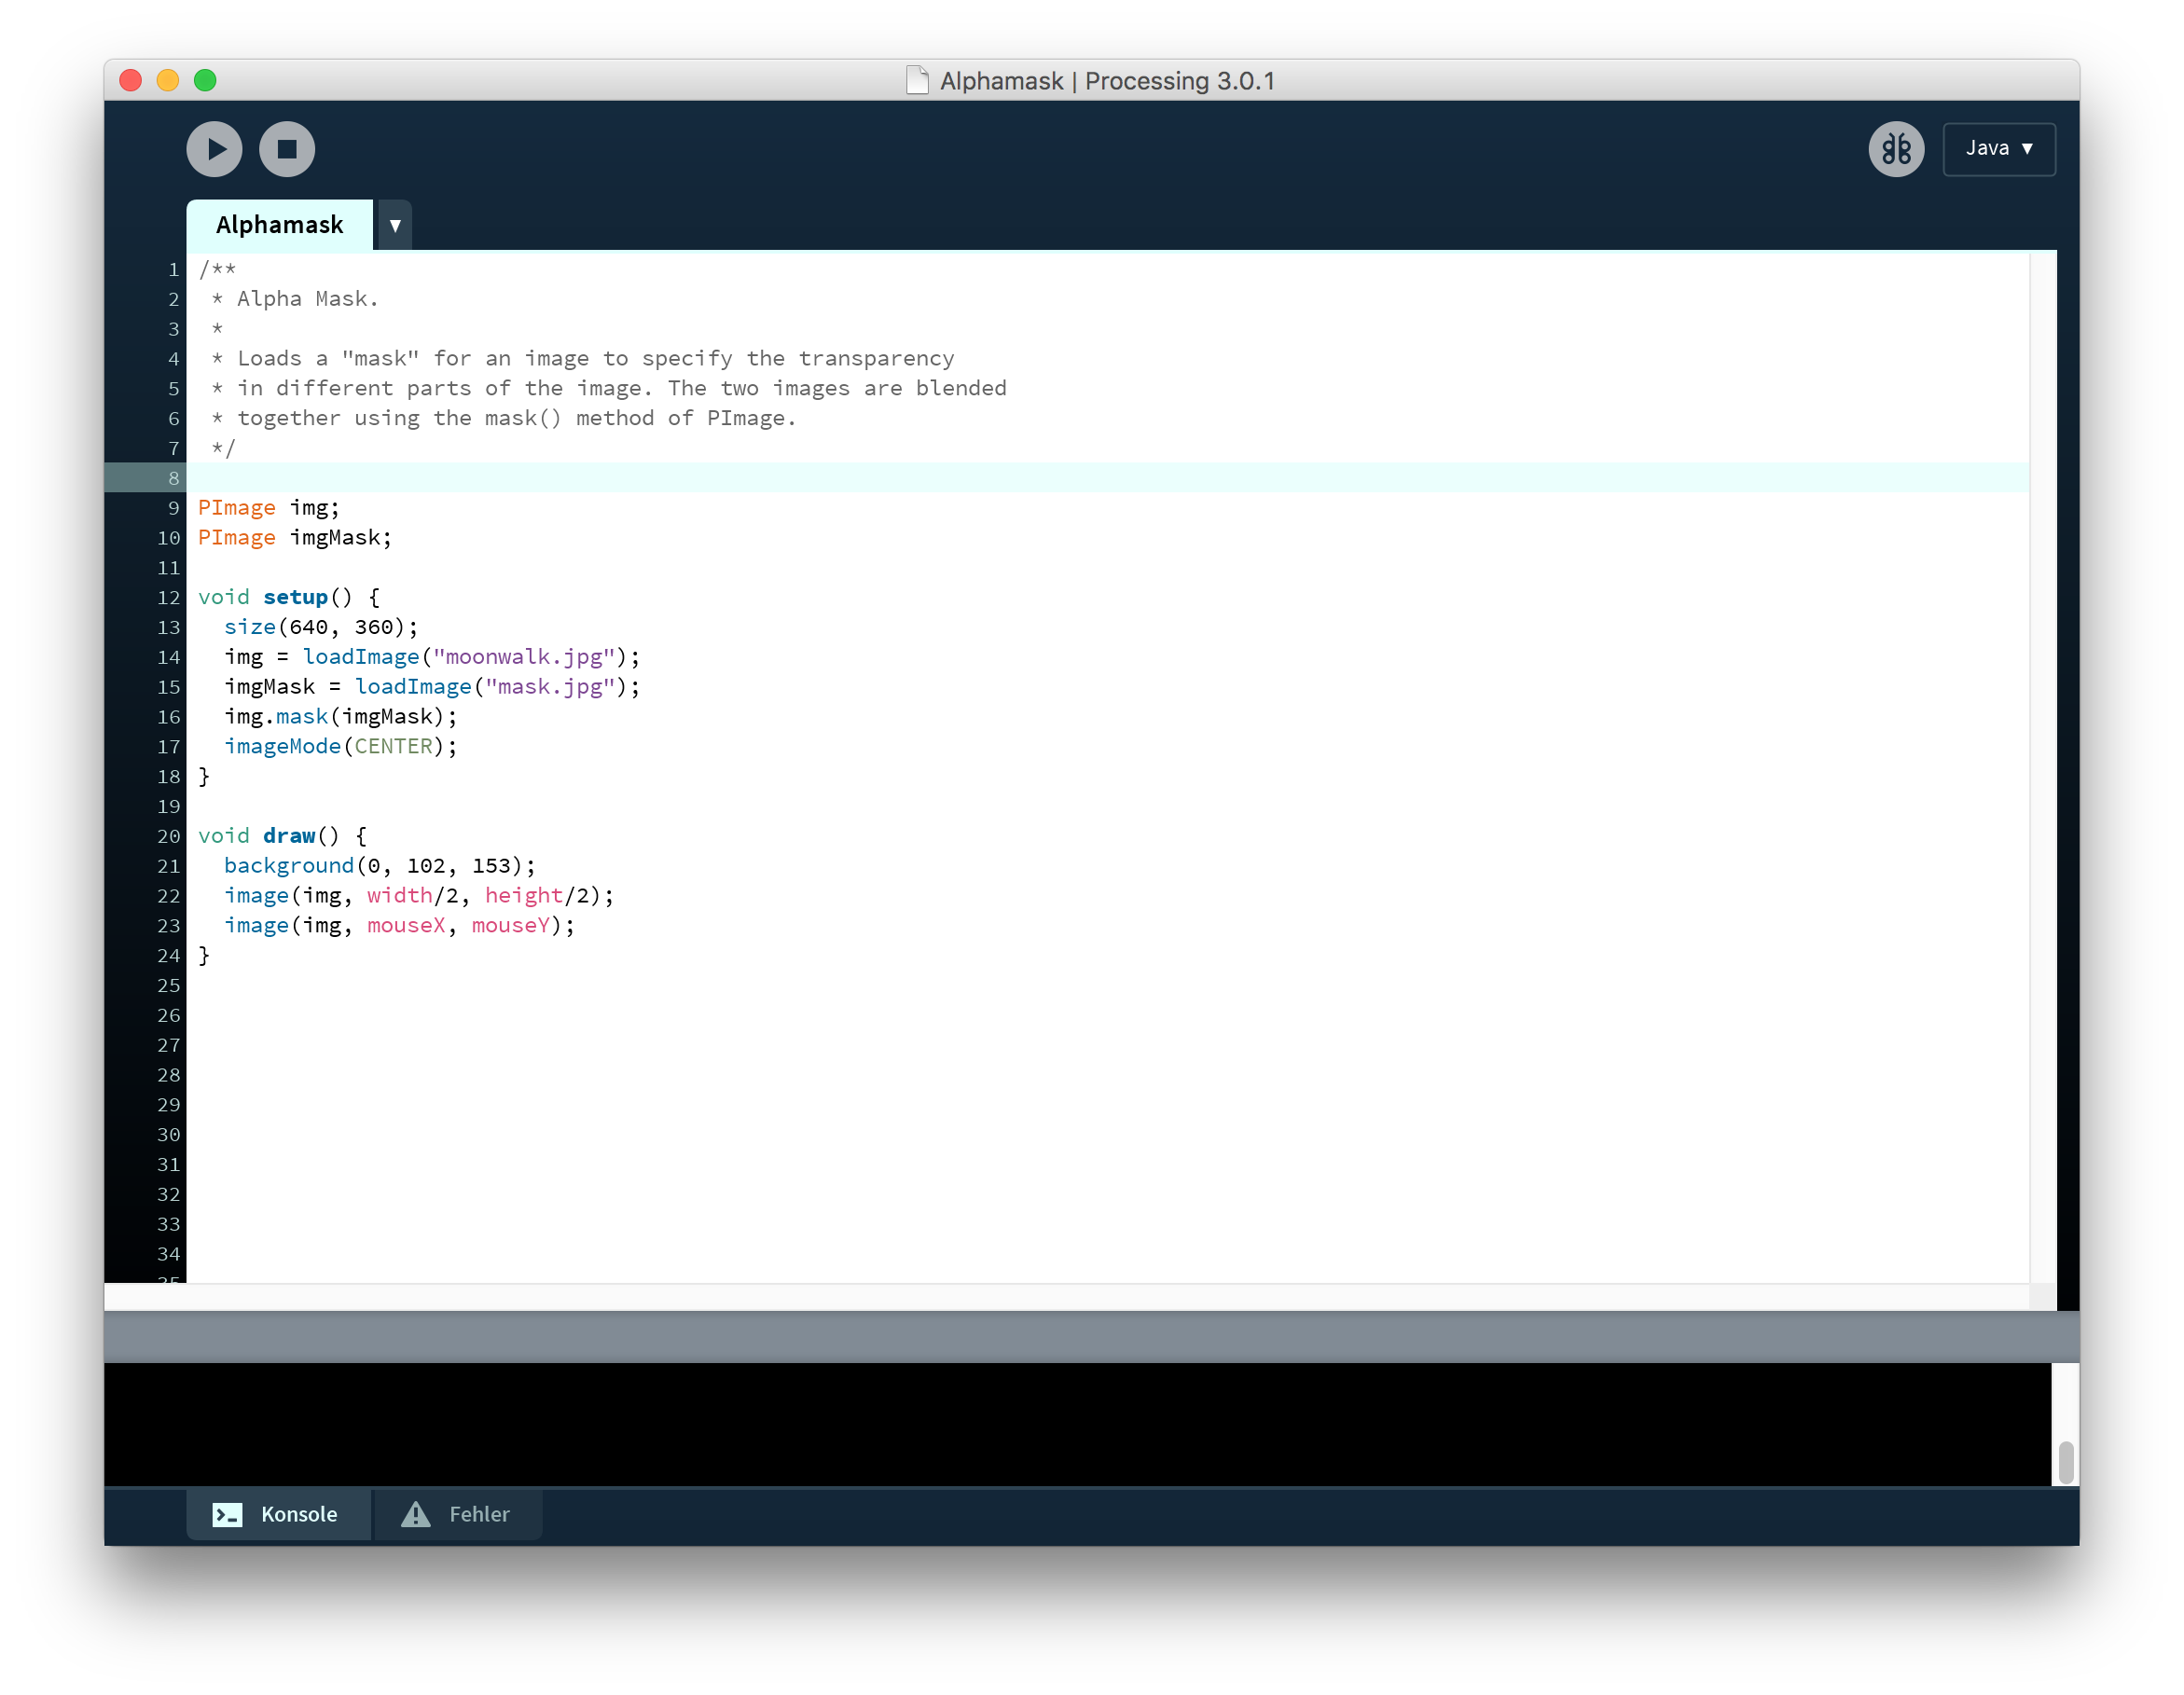 Alphamask | Processing 3.0.1
Java ▼
Alphamask ▼
1 /**
2  * Alpha Mask.
3  *
4  * Loads a "mask" for an image to specify the transparency
5  * in different parts of the image. The two images are blended
6  * together using the mask() method of PImage.
7  */
8
9 PImage img;
10 PImage imgMask;
11
12 void setup() {
13   size(640, 360);
14   img = loadImage("moonwalk.jpg");
15   imgMask = loadImage("mask.jpg");
16   img.mask(imgMask);
17   imageMode(CENTER);
18 }
19
20 void draw() {
21   background(0, 102, 153);
22   image(img, width/2, height/2);
23   image(img, mouseX, mouseY);
24 }
25
26
27
28
29
30
31
32
33
34
35
Konsole
Fehler